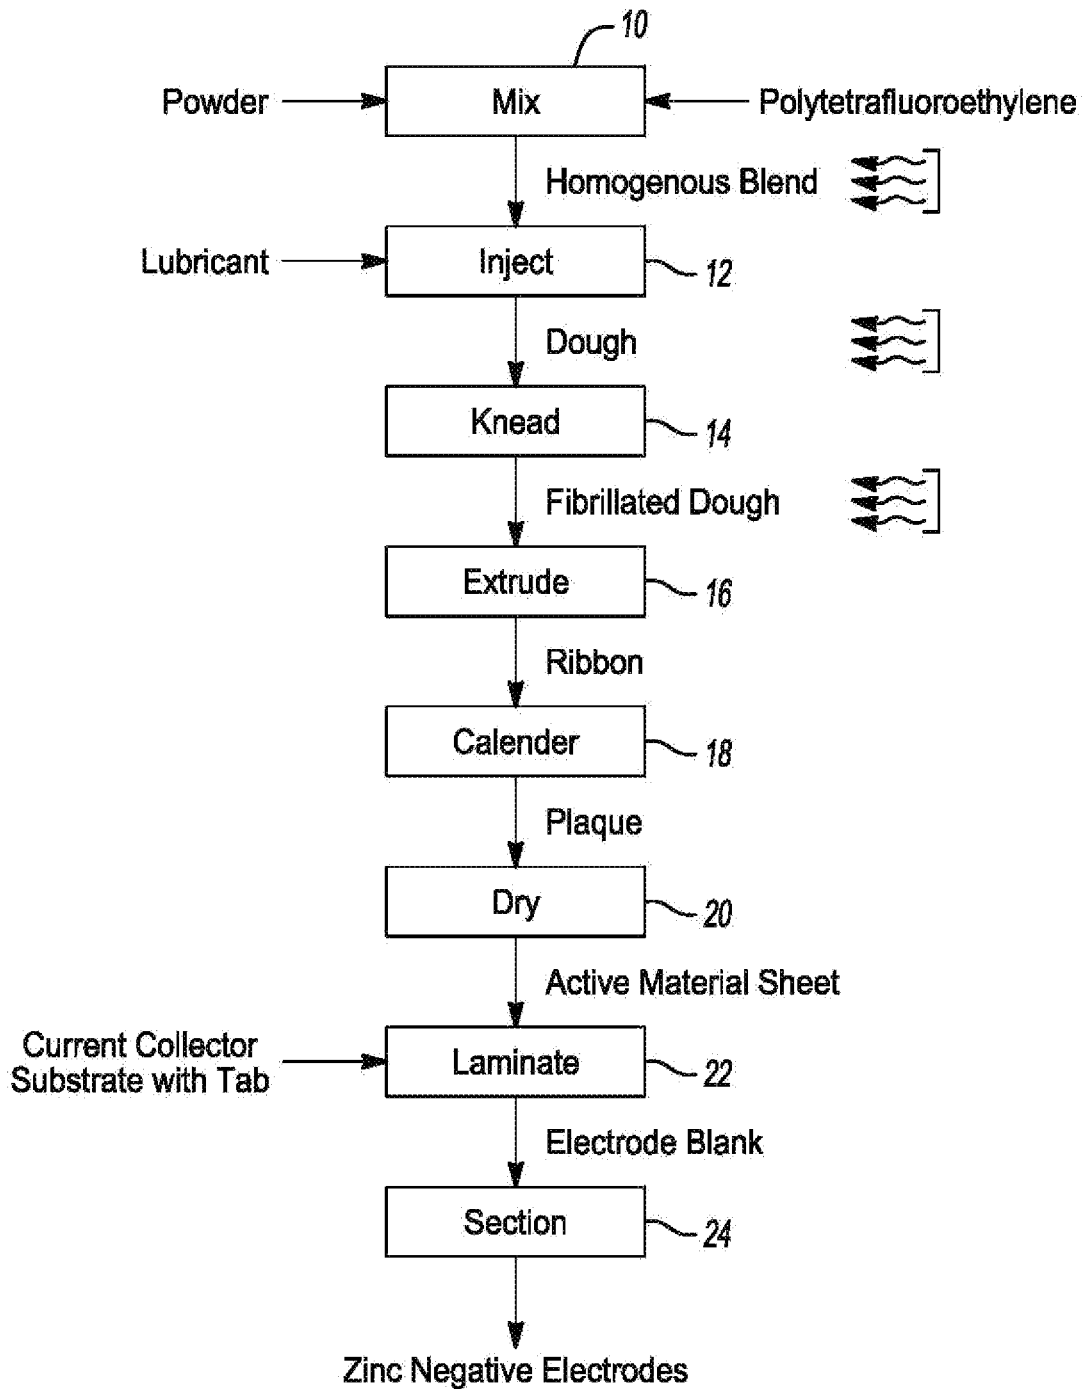 10
Powder
Mix
Polytetrafluoroethylene
Homogenous Blend
Lubricant
Inject
12
Dough
Knead
14
Fibrillated Dough
Extrude
16
Ribbon
Calender
18
Plaque
Dry
20
Active Material Sheet
Current Collector
Substrate with Tab
Laminate
22
Electrode Blank
Section
24
Zinc Negative Electrodes